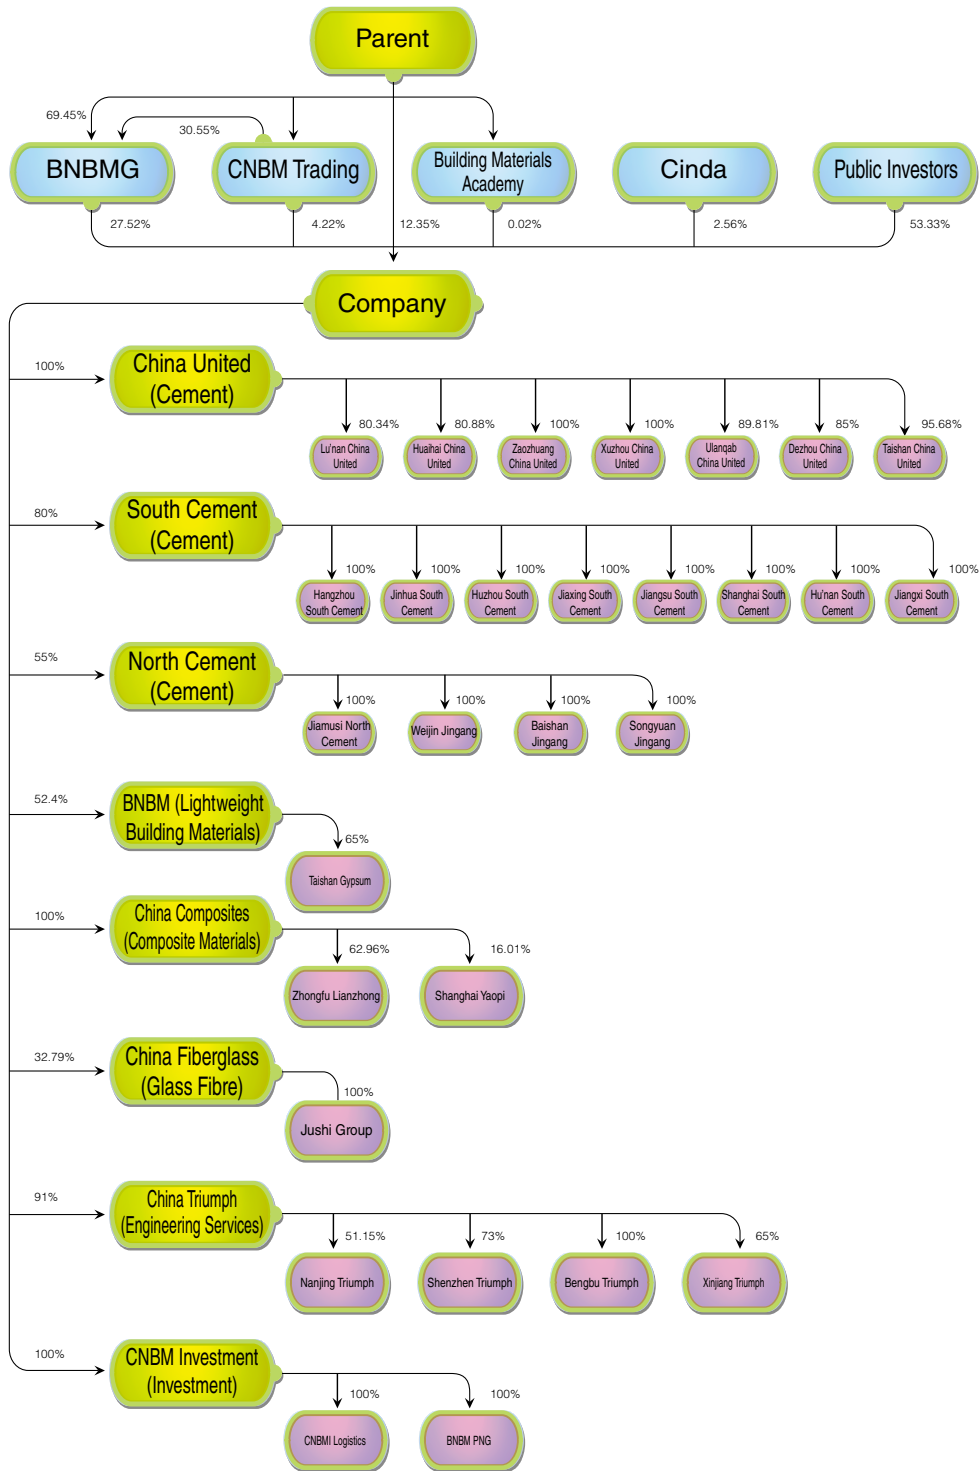 Parent
69.45%
30.55%
BNBMG
CNBM Trading
Building Materials
Academy
Cinda
Public Investors
27.52%
4.22%
12.35%
0.02%
2.56%
53.33%
Company
100%
China United
(Cement)
80.34%
80.88%
100%
100%
89.81%
85%
95.68%
Lu'nan China
United
Huaihai China
United
Zaozhuang
China United
Xuzhou China
United
Ulanqab
China United
Dezhou China
United
Taishan China
United
80%
South Cement
(Cement)
100%
100%
100%
100%
100%
100%
100%
100%
Hangzhou
South Cement
Jinhua South
Cement
Huzhou South
Cement
Jiaxing South
Cement
Jiangsu South
Cement
Shanghai South
Cement
Hu'nan South
Cement
Jiangxi South
Cement
55%
North Cement
(Cement)
100%
100%
100%
100%
Jiamusi North
Cement
Weijin Jingang
Baishan
Jingang
Songyuan
Jingang
52.4%
BNBM (Lightweight
Building Materials)
65%
Taishan Gypsum
100%
China Composites
(Composite Materials)
62.96%
16.01%
Zhongfu Lianzhong
Shanghai Yaopi
32.79%
China Fiberglass
(Glass Fibre)
100%
Jushi Group
91%
China Triumph
(Engineering Services)
51.15%
73%
100%
65%
Nanjing Triumph
Shenzhen Triumph
Bengbu Triumph
Xinjiang Triumph
100%
CNBM Investment
(Investment)
100%
100%
CNBMI Logistics
BNBM PNG